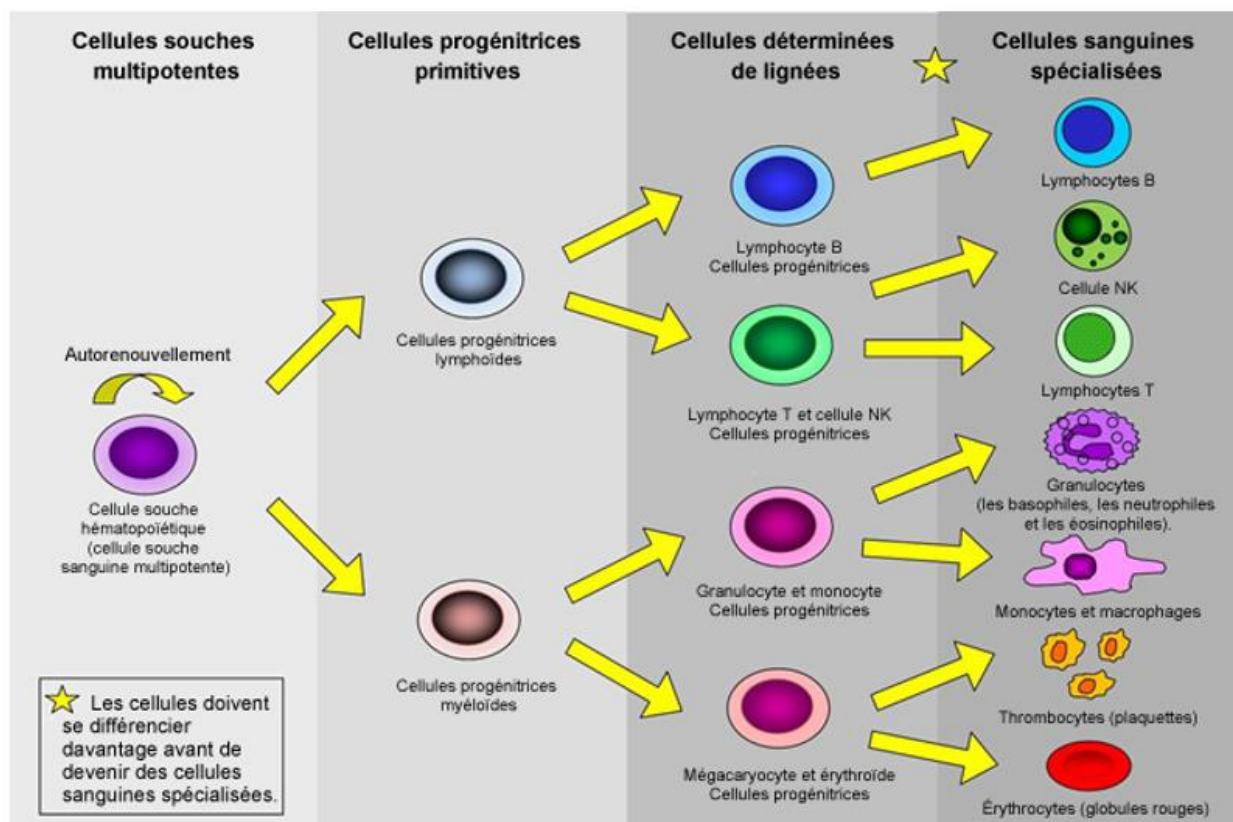 Cellules souches
multipotentes
Cellules progénitrices
primitives
Cellules déterminées
de lignées
Cellules sanguines
spécialisées
Autorenouvellement
Cellule souche
hématopoïétique
(cellule souche
sanguine multipotente)
Cellules progénitrices
lymphoïdes
Cellules progénitrices
myéloïdes
Lymphocyte B
Cellules progénitrices
Lymphocyte T et cellule NK
Cellules progénitrices
Granulocyte et monocyte
Cellules progénitrices
Mégacaryocyte et érythroïde
Cellules progénitrices
Lymphocytes B
Cellule NK
Lymphocytes T
Granulocytes
(les basophiles, les neutrophiles
et les éosinophiles).
Monocytes et macrophages
Thrombocytes (plaquettes)
Érythrocytes (globules rouges)
Les cellules doivent
se différencier
davantage avant de
devenir des cellules
sanguines spécialisées.